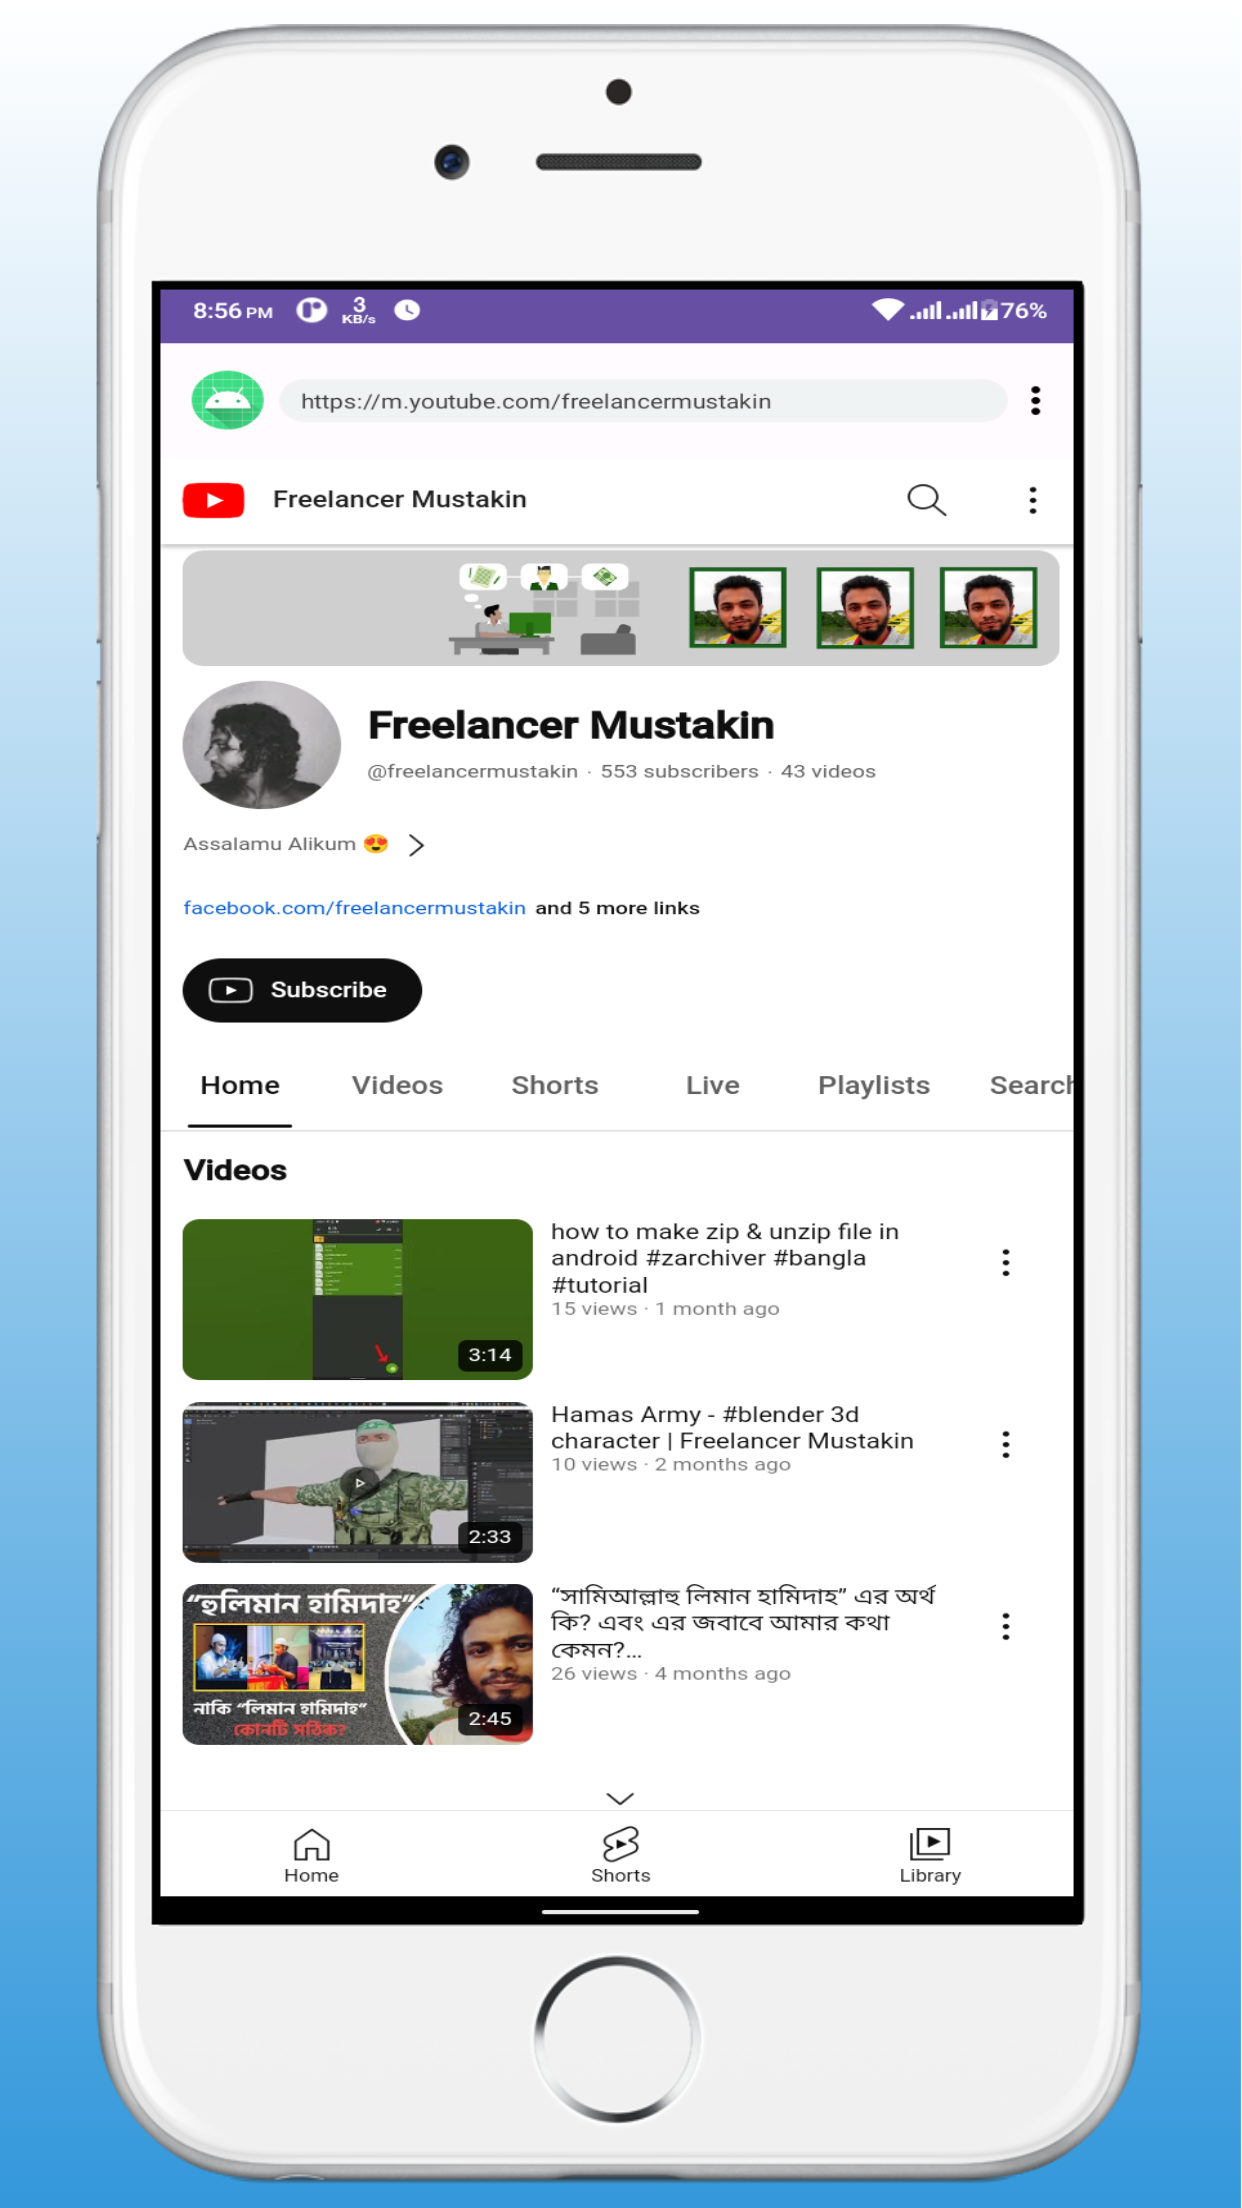 8:56 PM
3
KB/s
76%
https://m.youtube.com/freelancermustakin
Freelancer Mustakin
Freelancer Mustakin
@freelancermustakin · 553 subscribers · 43 videos
Assalamu Alikum 😍
facebook.com/freelancermustakin and 5 more links
Subscribe
Home Videos Shorts Live Playlists Search
Videos
how to make zip & unzip file in
android #zarchiver #bangla
#tutorial
15 views · 1 month ago
3:14
Hamas Army - #blender 3d
character | Freelancer Mustakin
10 views · 2 months ago
2:33
“হুলিমান হামিদাহ“
নাকি “লিমান হামিদাহ“
কোনটি সঠিক?
2:45
“সামিআল্লাহু লিমান হামিদাহ” এর অর্থ
কি? এবং এর জবাবে আমার কথা
কেমন?...
26 views · 4 months ago
Home
Shorts
Library